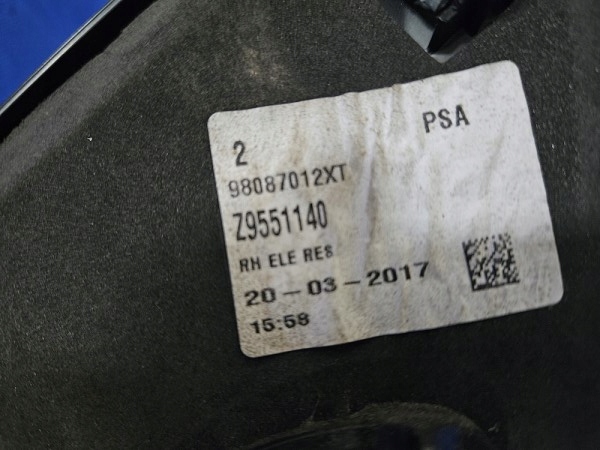 PSA
2
98087012XT
Z9551140
RH ELE RES
20-03-2017
15:58